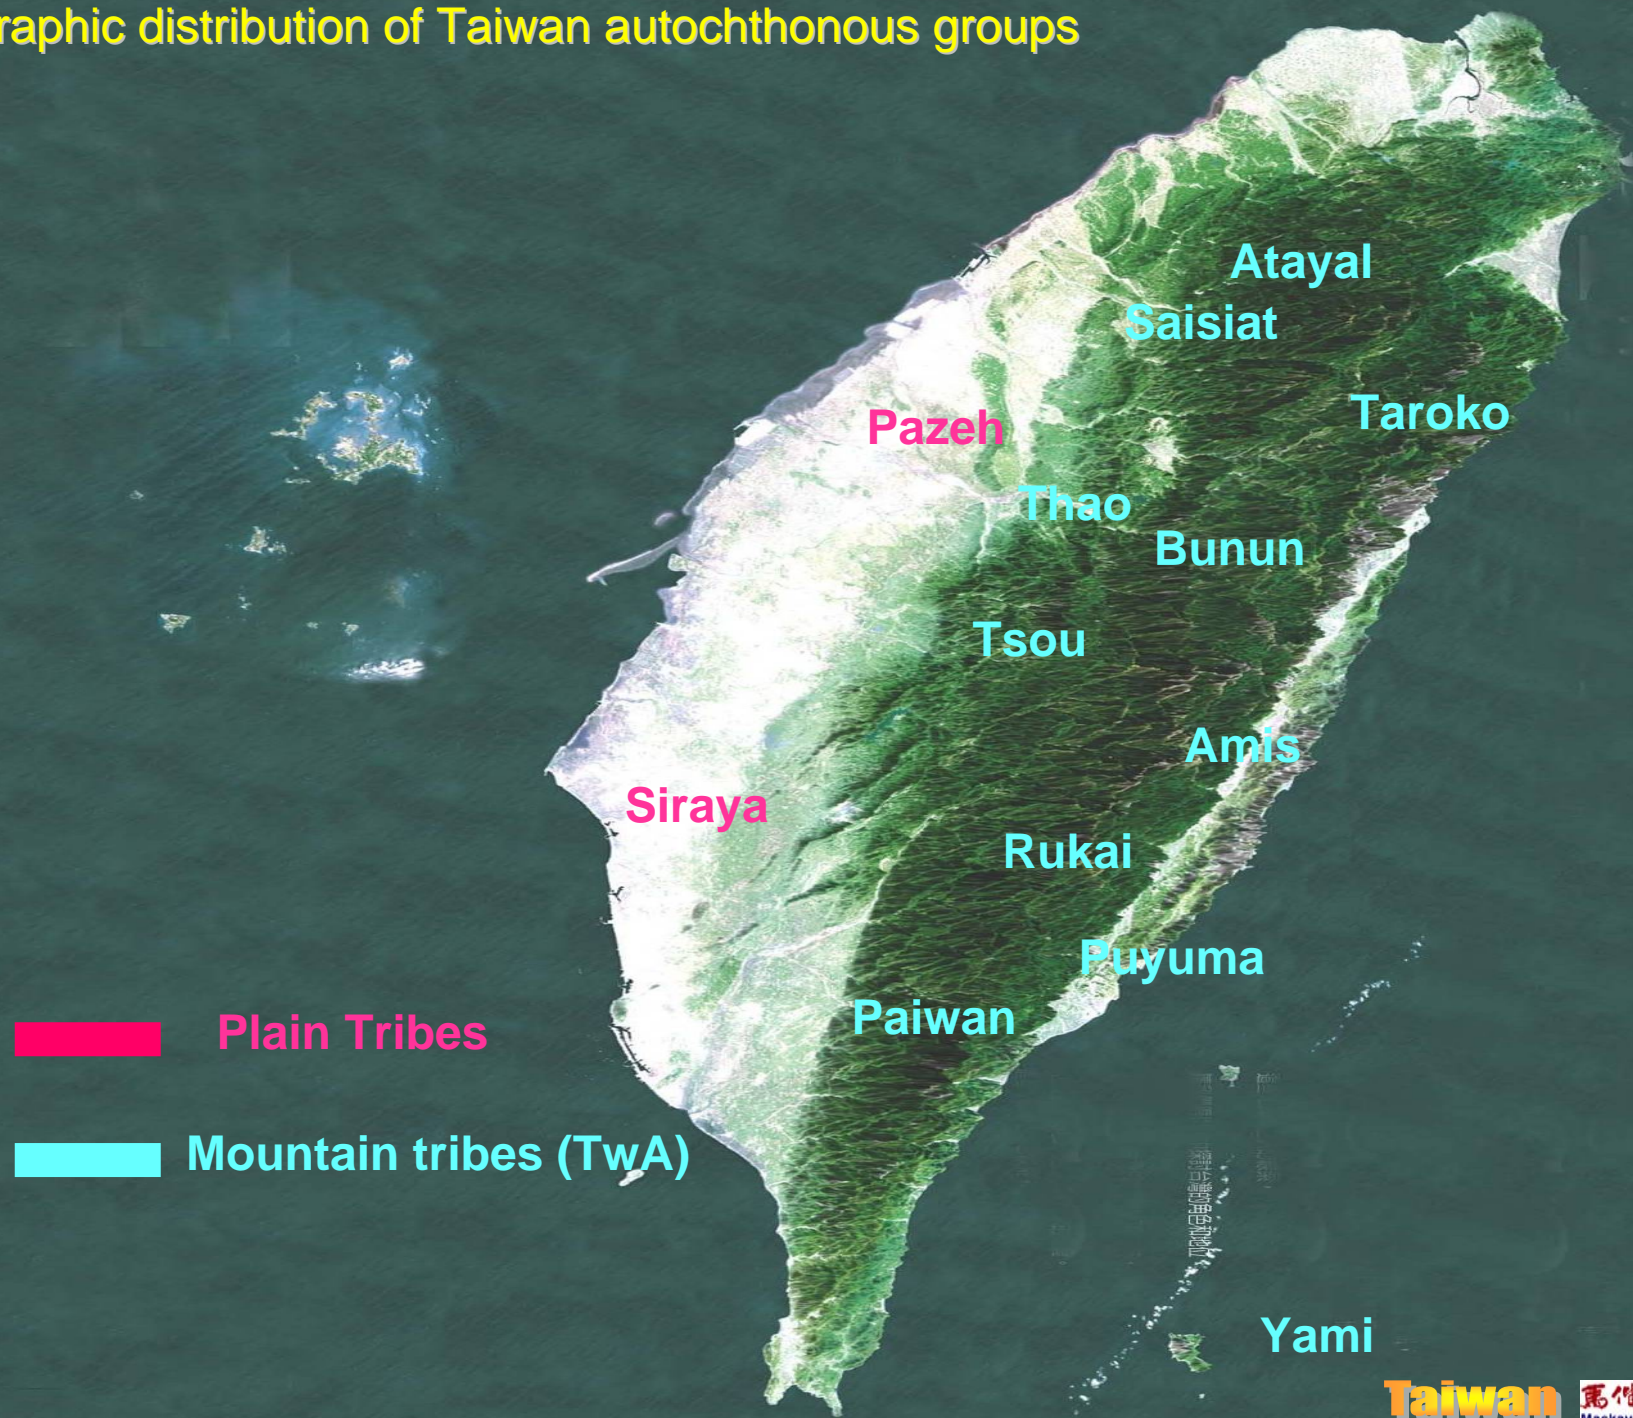 raphic distribution of Taiwan autochthonous groups
Atayal
Saisiat
Taroko
Pazeh
Thao
Bunun
Tsou
Amis
Siraya
Rukai
Puyuma
Paiwan
Plain Tribes
Mountain tribes (TwA)
Yami
Taiwan